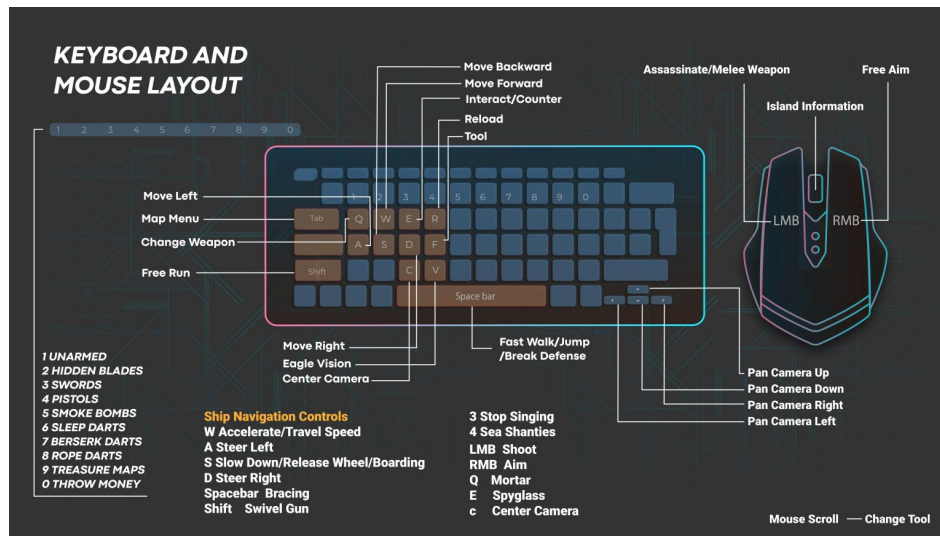 KEYBOARD AND
MOUSE LAYOUT
1 2 3 4 5 6 7 8 9 0
Move Backward
Move Forward
Interact/Counter
Reload
Tool
Move Left
Map Menu
Change Weapon
Free Run
1 2 3 4 5 6 7 8 9 0
Tab Q W E R
A S D F
Shift C V
Space bar
Move Right
Eagle Vision
Center Camera
Fast Walk/Jump
/Break Defense
Assassinate/Melee Weapon
Free Aim
Island Information
LMB
RMB
Pan Camera Up
Pan Camera Down
Pan Camera Right
Pan Camera Left
1 UNARMED
2 HIDDEN BLADES
3 SWORDS
4 PISTOLS
5 SMOKE BOMBS
6 SLEEP DARTS
7 BERSERK DARTS
8 ROPE DARTS
9 TREASURE MAPS
0 THROW MONEY
Ship Navigation Controls
W Accelerate/Travel Speed
A Steer Left
S Slow Down/Release Wheel/Boarding
D Steer Right
Spacebar Bracing
Shift Swivel Gun
3 Stop Singing
4 Sea Shanties
LMB Shoot
RMB Aim
Q Mortar
E Spyglass
c Center Camera
Mouse Scroll — Change Tool